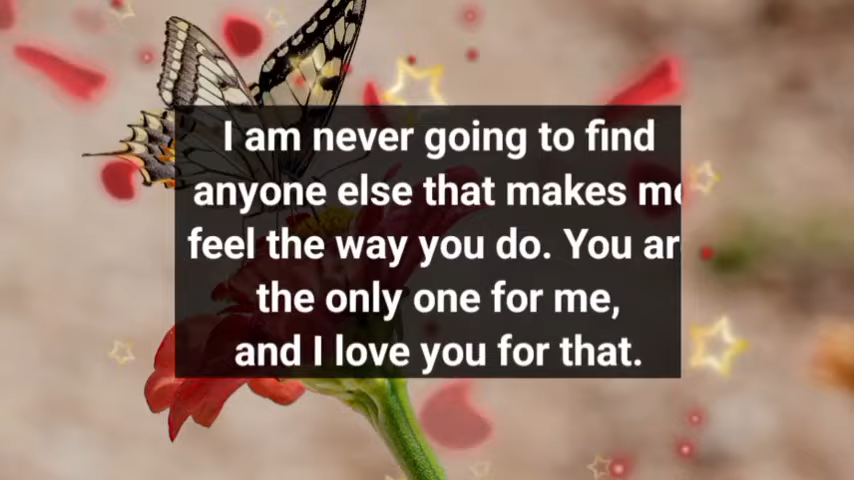 I am never going to find
anyone else that makes me
feel the way you do. You ar
the only one for me,
and I love you for that.